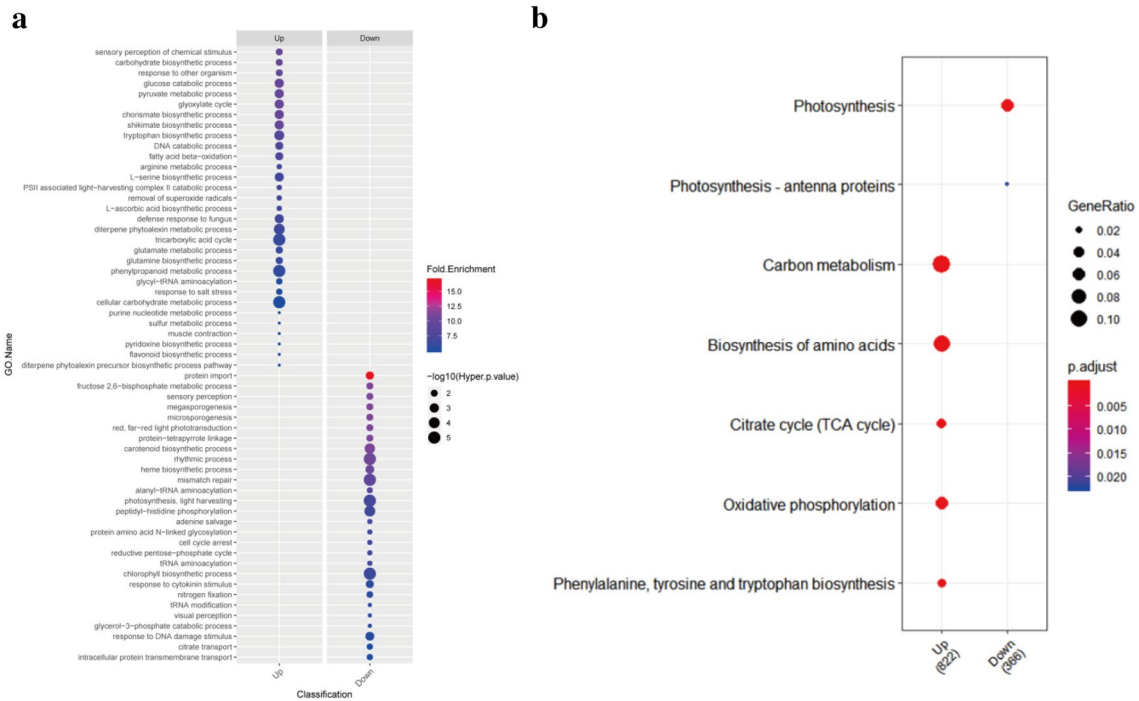 a
Up Down
sensory perception of chemical stimulus
carbohydrate biosynthetic process
response to other organism
glucose catabolic process
pyruvate metabolic process
glyoxylate cycle
chorismate biosynthetic process
shikimate biosynthetic process
tryptophan biosynthetic process
DNA catabolic process
fatty acid beta-oxidation
arginine metabolic process
L-serine biosynthetic process
PSII associated light-harvesting complex II catabolic process
removal of superoxide radicals
L-ascorbic acid biosynthetic process
defense response to fungus
diterpene phytoalexin metabolic process
tricarboxylic acid cycle
glutamate metabolic process
glutamine biosynthetic process
phenylpropanoid metabolic process
glycyl-tRNA aminoacylation
response to salt stress
cellular carbohydrate metabolic process
purine nucleotide metabolic process
sulfur metabolic process
muscle contraction
pyridoxine biosynthetic process
flavonoid biosynthetic process
diterpene phytoalexin precursor biosynthetic process pathway
protein import
fructose 2,6-bisphosphate metabolic process
sensory perception
megasporogenesis
microsporogenesis
red, far-red light phototransduction
protein-tetrapyrrole linkage
carotenoid biosynthetic process
rhythmic process
heme biosynthetic process
mismatch repair
alanyl-tRNA aminoacylation
photosynthesis, light harvesting
peptidyl-histidine phosphorylation
adenine salvage
protein amino acid N-linked glycosylation
cell cycle arrest
reductive pentose-phosphate cycle
tRNA aminoacylation
chlorophyll biosynthetic process
response to cytokinin stimulus
nitrogen fixation
tRNA modification
visual perception
glycerol-3-phosphate catabolic process
response to DNA damage stimulus
citrate transport
intracellular protein transmembrane transport
GO.Name
Up Down
Classification
Fold.Enrichment
15.0
12.5
10.0
7.5
-log10(Hyper.p.value)
2
3
4
5
b
Photosynthesis
Photosynthesis - antenna proteins
Carbon metabolism
Biosynthesis of amino acids
Citrate cycle (TCA cycle)
Oxidative phosphorylation
Phenylalanine, tyrosine and tryptophan biosynthesis
Up
(822)
Down
(366)
GeneRatio
0.02
0.04
0.06
0.08
0.10
p.adjust
0.005
0.010
0.015
0.020